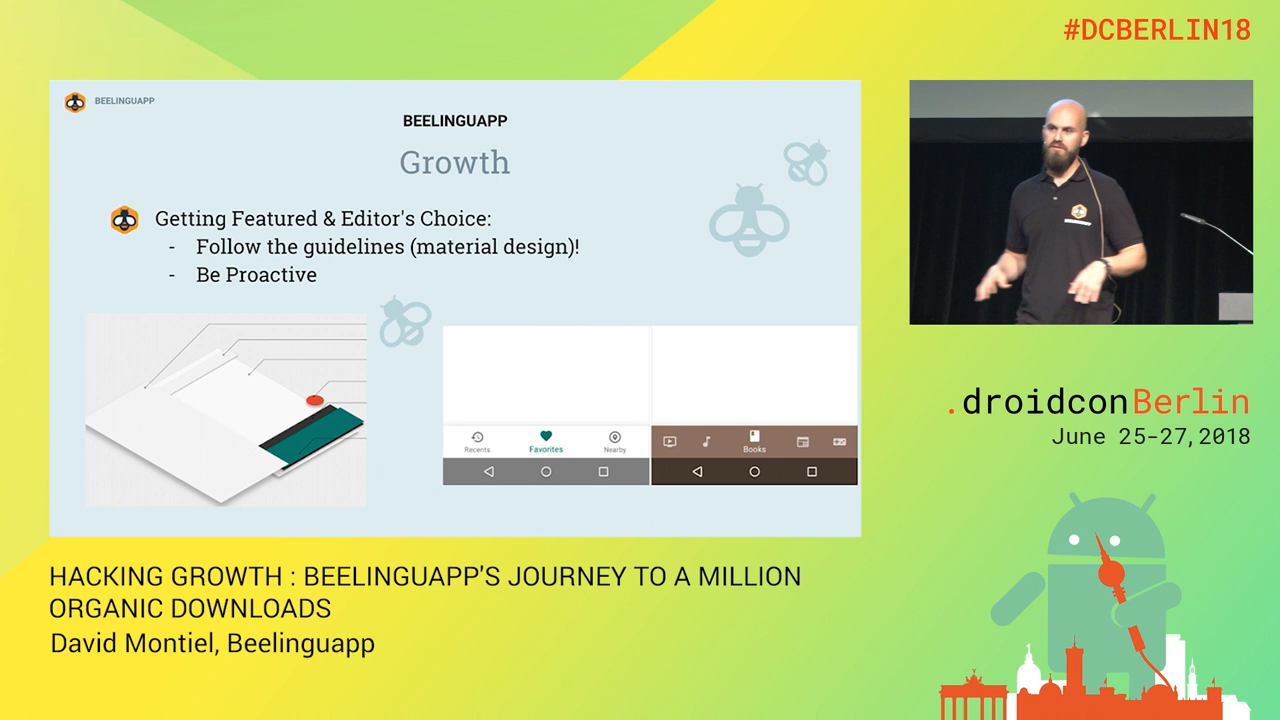 #DCBERLIN18
BEELINGUAPP
BEELINGUAPP
Growth
Getting Featured & Editor's Choice:
- Follow the guidelines (material design)!
- Be Proactive
Recents
Favorites
Nearby
Books
.droidconBerlin
June 25-27, 2018
HACKING GROWTH : BEELINGUAPP'S JOURNEY TO A MILLION
ORGANIC DOWNLOADS
David Montiel, Beelinguapp